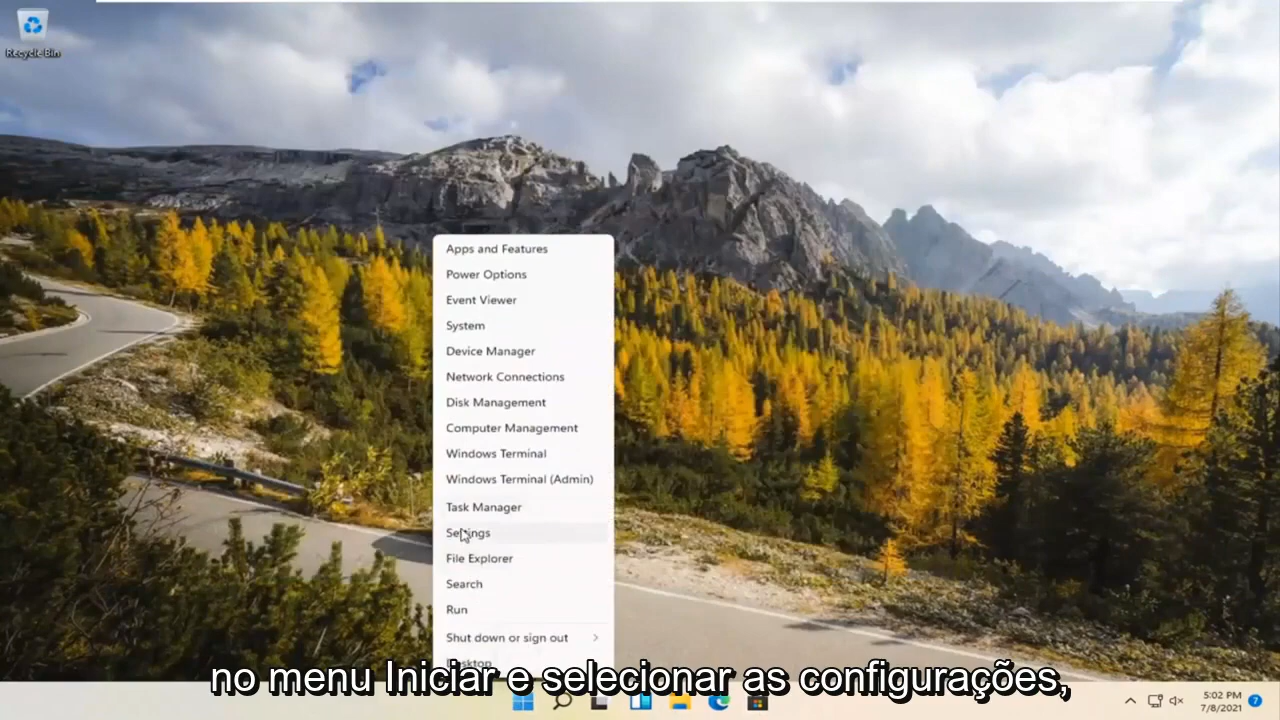 Recycle Bin
Apps and Features
Power Options
Event Viewer
System
Device Manager
Network Connections
Disk Management
Computer Management
Windows Terminal
Windows Terminal (Admin)
Task Manager
Settings
File Explorer
Search
Run
Shut down or sign out
Desktop
no menu Iniciar e selecionar as configurações,
5:02 PM
7/8/2021
7